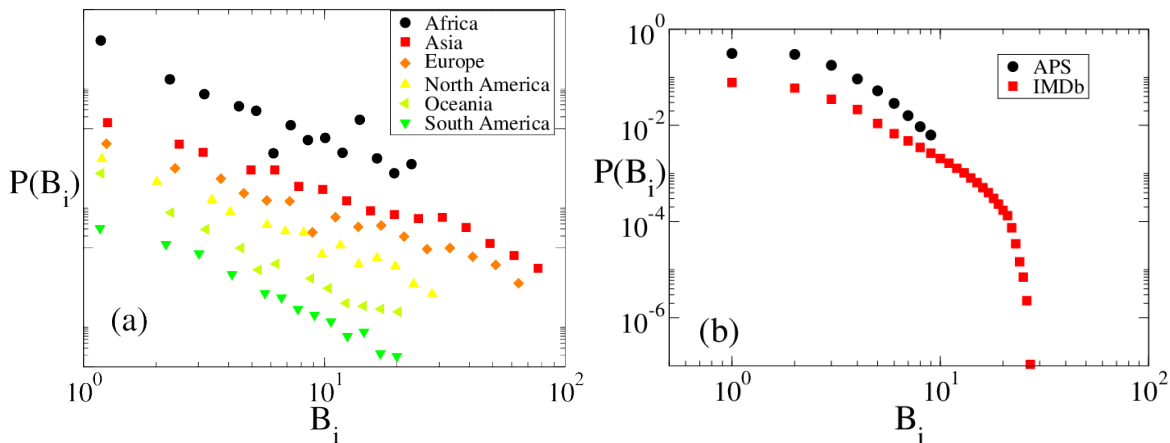 Africa
Asia
Europe
North America
Oceania
South America
P(B_i)
(a)
10^0
10^1
10^2
B_i
APS
IMDb
10^0
10^-2
10^-4
10^-6
P(B_i)
(b)
10^0
10^1
10^2
B_i